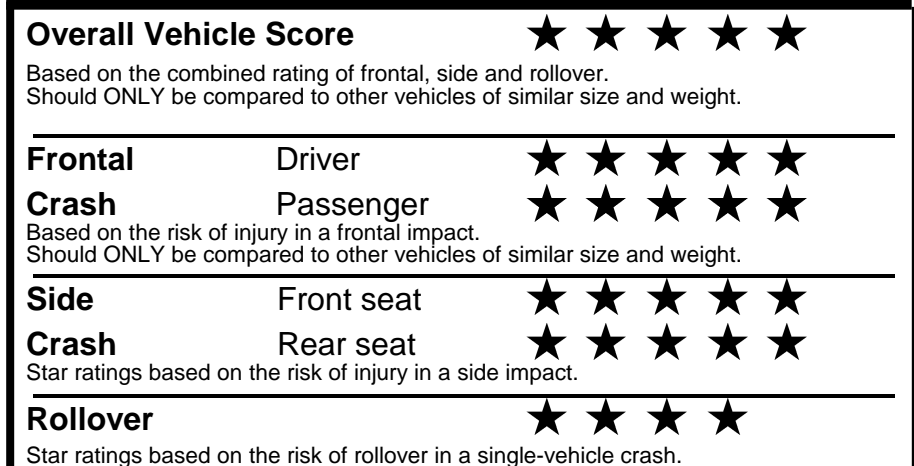 Overall Vehicle Score ★ ★ ★ ★ ★
Based on the combined rating of frontal, side and rollover.
Should ONLY be compared to other vehicles of similar size and weight.
Frontal Driver ★ ★ ★ ★ ★
Crash Passenger ★ ★ ★ ★ ★
Based on the risk of injury in a frontal impact.
Should ONLY be compared to other vehicles of similar size and weight.
Side Front seat ★ ★ ★ ★ ★
Crash Rear seat ★ ★ ★ ★ ★
Star ratings based on the risk of injury in a side impact.
Rollover ★ ★ ★ ★
Star ratings based on the risk of rollover in a single-vehicle crash.